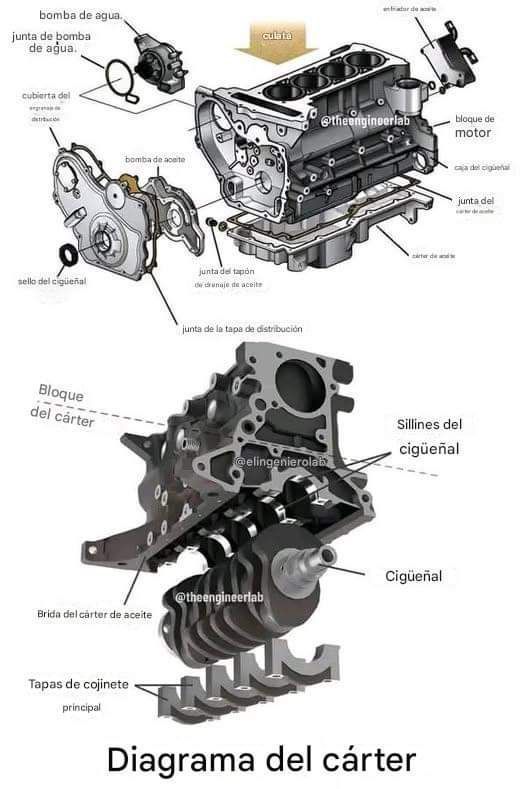 bomba de agua.
junta de bomba
de agua.
culata
enfriador de aceite
cubierta del
engranaje de
distribución
@theengineerlab
bloque de
motor
bomba de aceite
caja del cigüeñal
junta del
cárter de aceite
cárter de aceite
sello del cigüeñal
junta del tapón
de drenaje de aceite
junta de la tapa de distribución
Bloque
del cárter
Sillines del
cigüeñal
@elingenierolab
Cigüeñal
@theengineerlab
Brida del cárter de aceite
Tapas de cojinete
principal
Diagrama del cárter